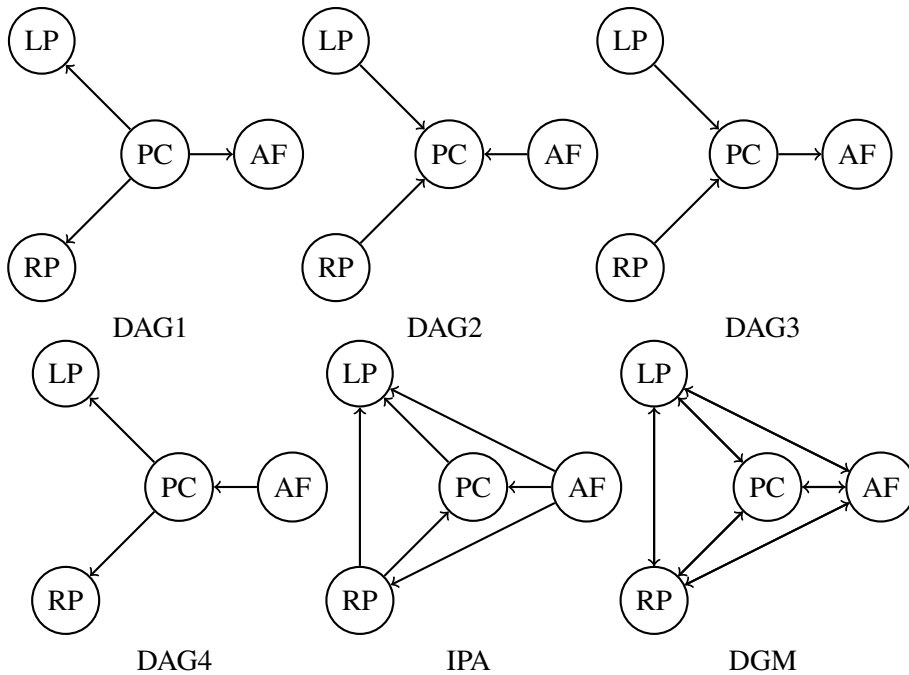 LP LP LP
PC AF PC AF PC AF
RP RP RP
DAG1 DAG2 DAG3
LP LP LP
PC AF PC AF PC AF
RP RP RP
DAG4 IPA DGM